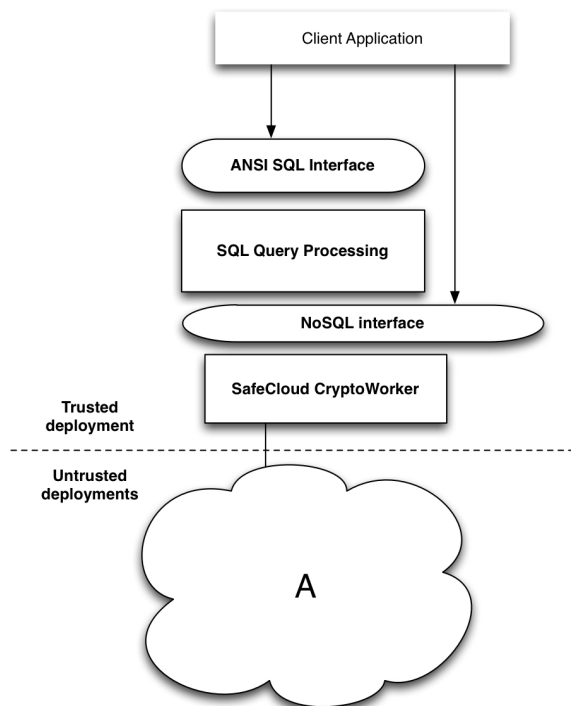 Client Application
ANSI SQL Interface
SQL Query Processing
NoSQL interface
SafeCloud CryptoWorker
Trusted
deployment
Untrusted
deployments
A